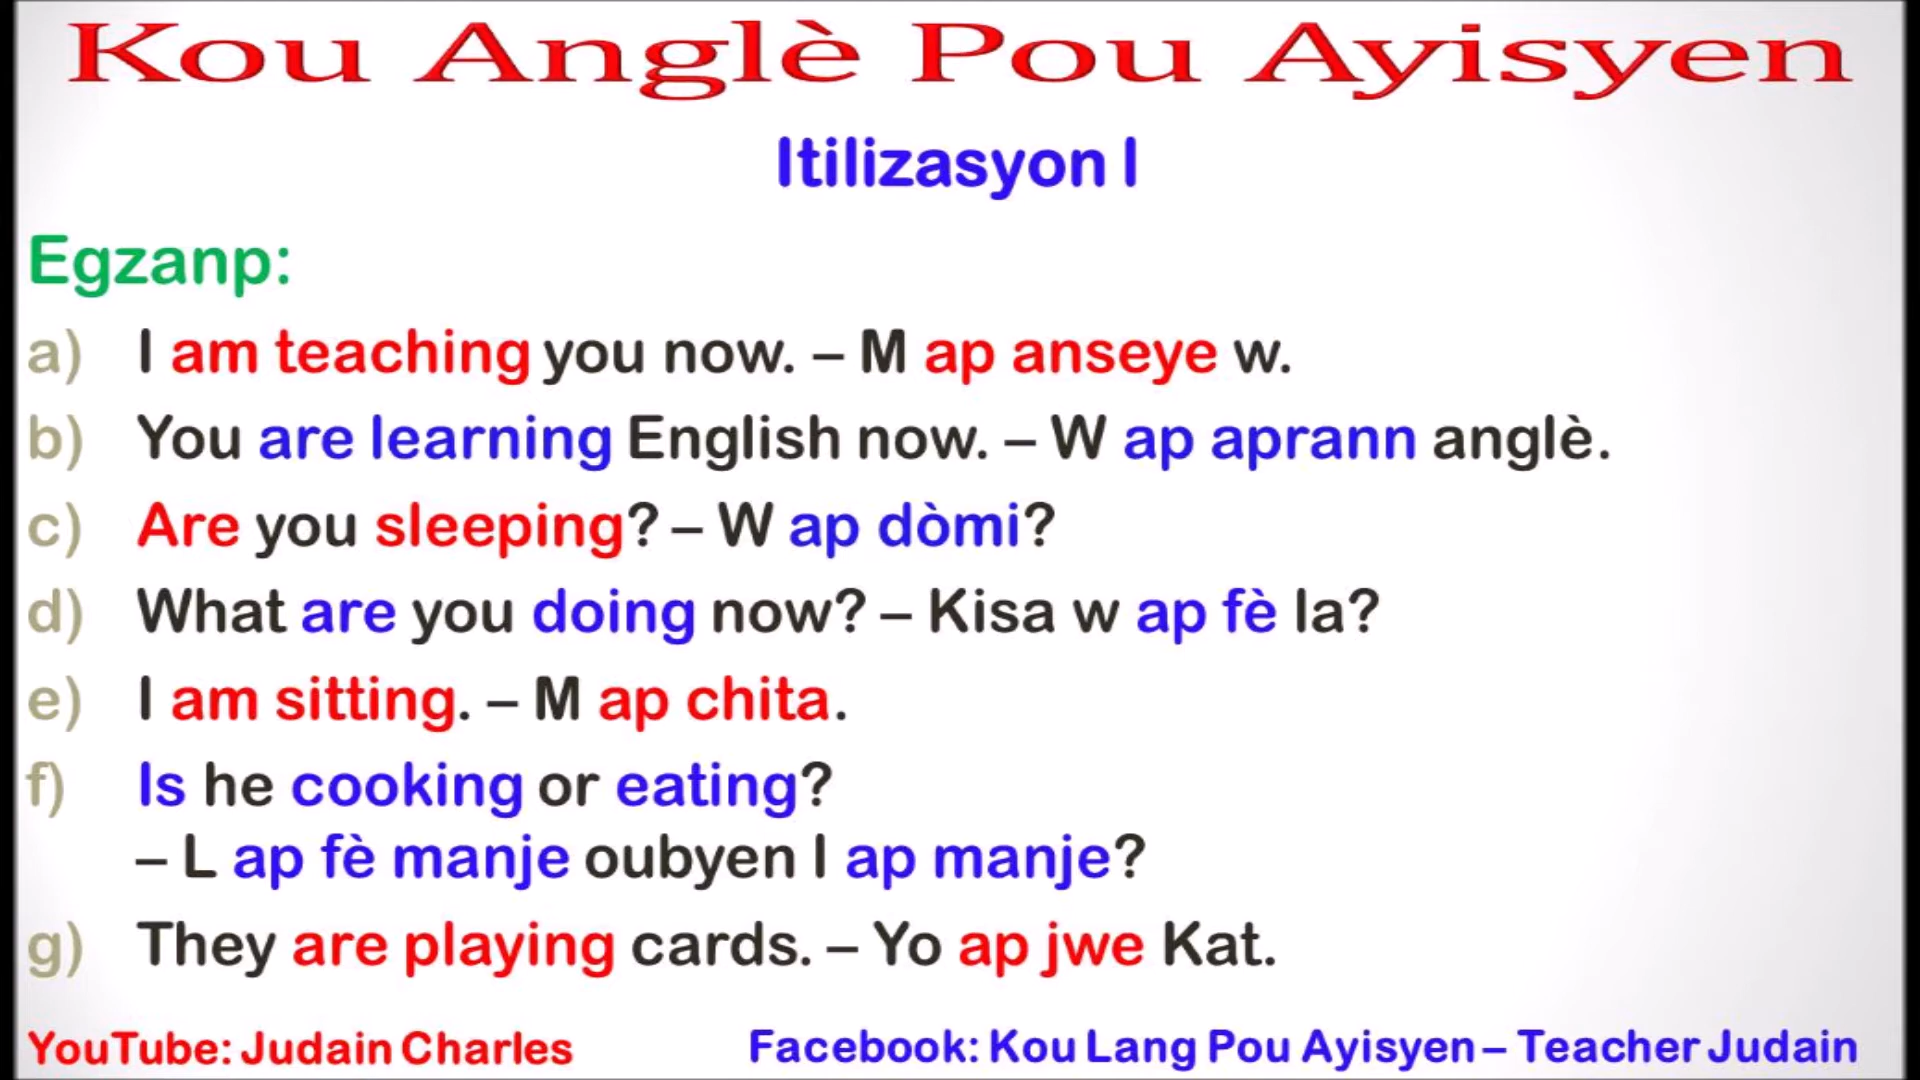 Kou Anglè Pou Ayisyen
Itilizasyon I
Egzanp:
a) I am teaching you now. – M ap anseye w.
b) You are learning English now. – W ap aprann anglè.
c) Are you sleeping? – W ap dòmi?
d) What are you doing now? – Kisa w ap fè la?
e) I am sitting. – M ap chita.
f) Is he cooking or eating?
– L ap fè manje oubyen l ap manje?
g) They are playing cards. – Yo ap jwe Kat.
YouTube: Judain Charles
Facebook: Kou Lang Pou Ayisyen – Teacher Judain